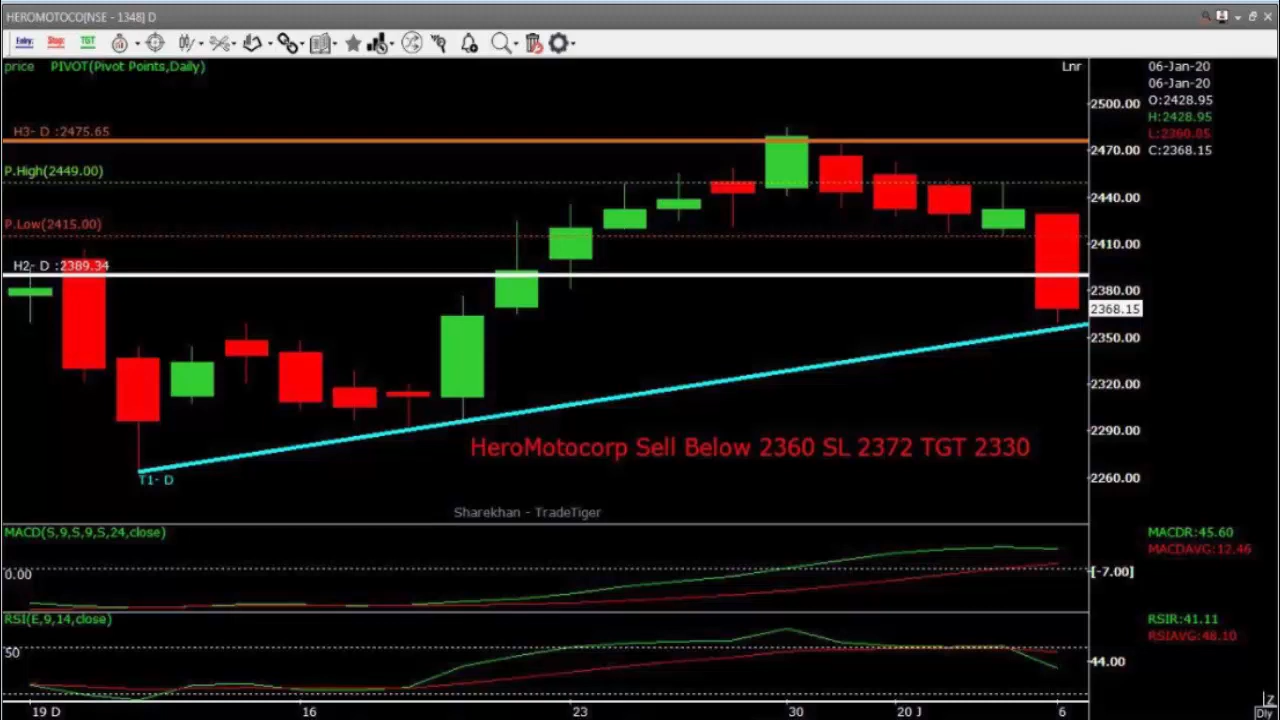 HEROMOTOCO[NSE - 1348] D
Entry: Stop: TGT
price PIVOT(Pivot Points,Daily)
Lnr
06-Jan-20
06-Jan-20
O:2428.95
H:2428.95
L:2360.05
C:2368.15
H3- D :2475.65
P.High(2449.00)
P.Low(2415.00)
H2- D :2389.34
2500.00
2470.00
2440.00
2410.00
2380.00
2368.15
2350.00
2320.00
2290.00
2260.00
HeroMotocorp Sell Below 2360 SL 2372 TGT 2330
T1- D
Sharekhan - TradeTiger
MACD(S,9,S,9,S,24,close)
MACDR:45.60
MACDAVG:12.46
0.00
[-7.00]
RSI(E,9,14,close)
RSIR:41.11
RSIAVG:48.10
50
44.00
19 D 16 23 30 20 J 6
Z
Dly